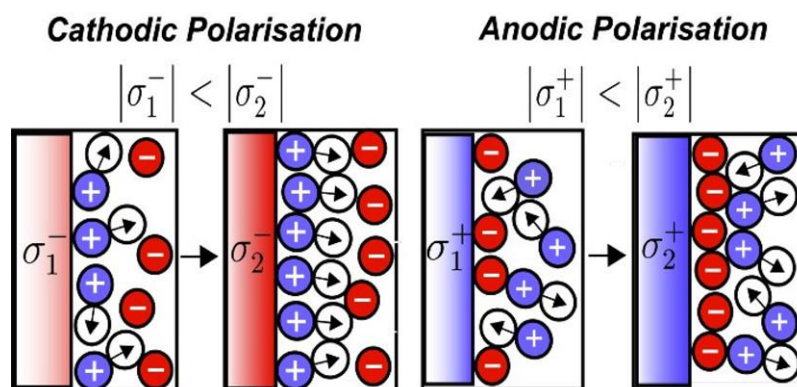 Cathodic Polarisation Anodic Polarisation
|σ₁⁻| < |σ₂⁻| |σ₁⁺| < |σ₂⁺|
σ₁⁻ σ₂⁻ σ₁⁺ σ₂⁺